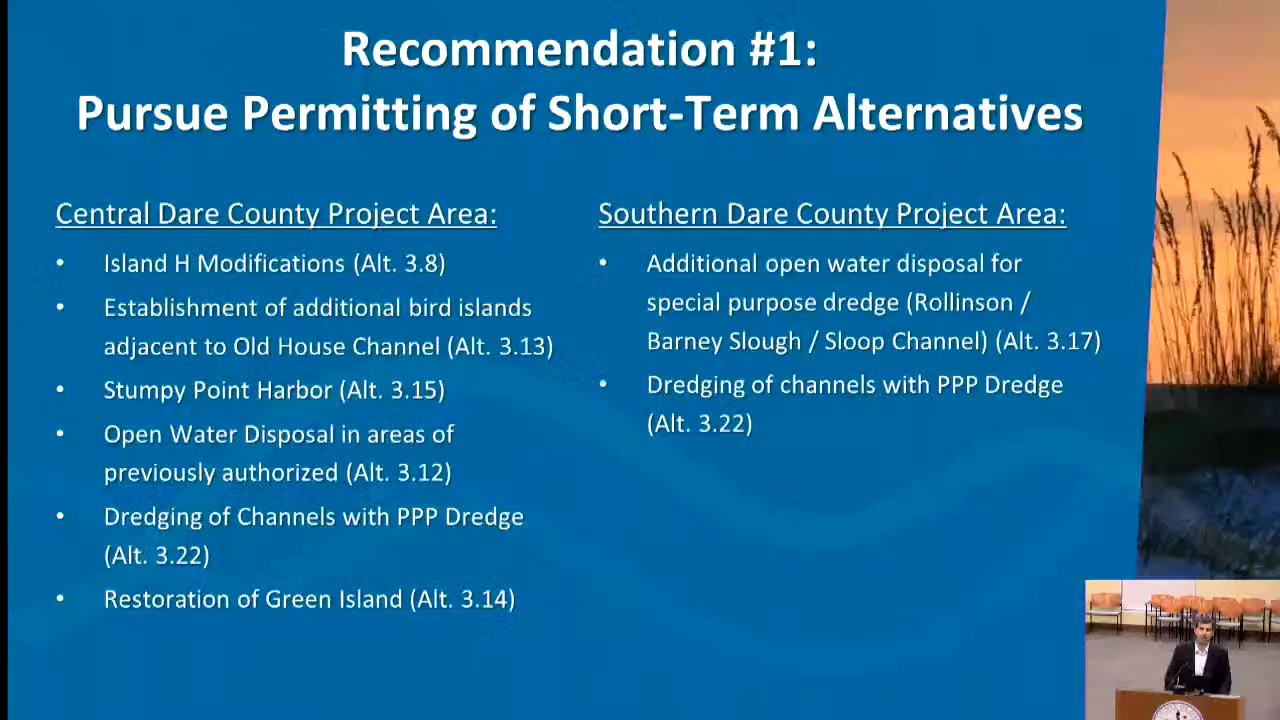 Recommendation #1:
Pursue Permitting of Short-Term Alternatives
Central Dare County Project Area:
• Island H Modifications (Alt. 3.8)
• Establishment of additional bird islands
adjacent to Old House Channel (Alt. 3.13)
• Stumpy Point Harbor (Alt. 3.15)
• Open Water Disposal in areas of
previously authorized (Alt. 3.12)
• Dredging of Channels with PPP Dredge
(Alt. 3.22)
• Restoration of Green Island (Alt. 3.14)
Southern Dare County Project Area:
• Additional open water disposal for
special purpose dredge (Rollinson /
Barney Slough / Sloop Channel) (Alt. 3.17)
• Dredging of channels with PPP Dredge
(Alt. 3.22)